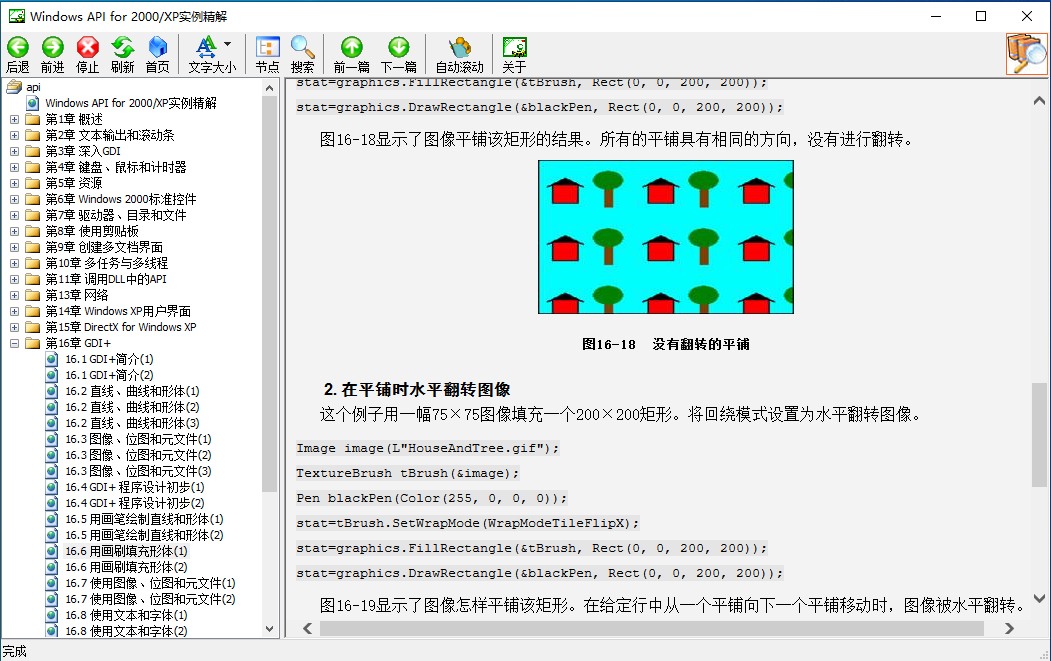 Windows API for 2000/XP实例精解
后退 前进 停止 刷新 首页 文字大小 节点 搜索 前一篇 下一篇 自动滚动 关于
api
Windows API for 2000/XP实例精解
第1章 概述
第2章 文本输出和滚动条
第3章 深入GDI
第4章 键盘、鼠标和计时器
第5章 资源
第6章 Windows 2000标准控件
第7章 驱动器、目录和文件
第8章 使用剪贴板
第9章 创建多文档界面
第10章 多任务与多线程
第11章 调用DLL中的API
第13章 网络
第14章 Windows XP用户界面
第15章 DirectX for Windows XP
第16章 GDI+
16.1 GDI+简介(1)
16.1 GDI+简介(2)
16.2 直线、曲线和形体(1)
16.2 直线、曲线和形体(2)
16.2 直线、曲线和形体(3)
16.3 图像、位图和元文件(1)
16.3 图像、位图和元文件(2)
16.3 图像、位图和元文件(3)
16.4 GDI+ 程序设计初步(1)
16.4 GDI+ 程序设计初步(2)
16.5 用画笔绘制直线和形体(1)
16.5 用画笔绘制直线和形体(2)
16.6 用画刷填充形体(1)
16.6 用画刷填充形体(2)
16.7 使用图像、位图和元文件(1)
16.7 使用图像、位图和元文件(2)
16.8 使用文本和字体(1)
16.8 使用文本和字体(2)
stat=graphics.FillRectangle(&tBrush, Rect(0, 0, 200, 200));
stat=graphics.DrawRectangle(&blackPen, Rect(0, 0, 200, 200));
图16-18显示了图像平铺该矩形的结果。所有的平铺具有相同的方向，没有进行翻转。
图16-18 没有翻转的平铺
2. 在平铺时水平翻转图像
这个例子用一幅75×75图像填充一个200×200矩形。将回绕模式设置为水平翻转图像。
Image image(L"HouseAndTree.gif");
TextureBrush tBrush(&image);
Pen blackPen(Color(255, 0, 0, 0));
stat=tBrush.SetWrapMode(WrapModeTileFlipX);
stat=graphics.FillRectangle(&tBrush, Rect(0, 0, 200, 200));
stat=graphics.DrawRectangle(&blackPen, Rect(0, 0, 200, 200));
图16-19显示了图像怎样平铺该矩形。在给定行中从一个平铺向下一个平铺移动时，图像被水平翻转。
完成